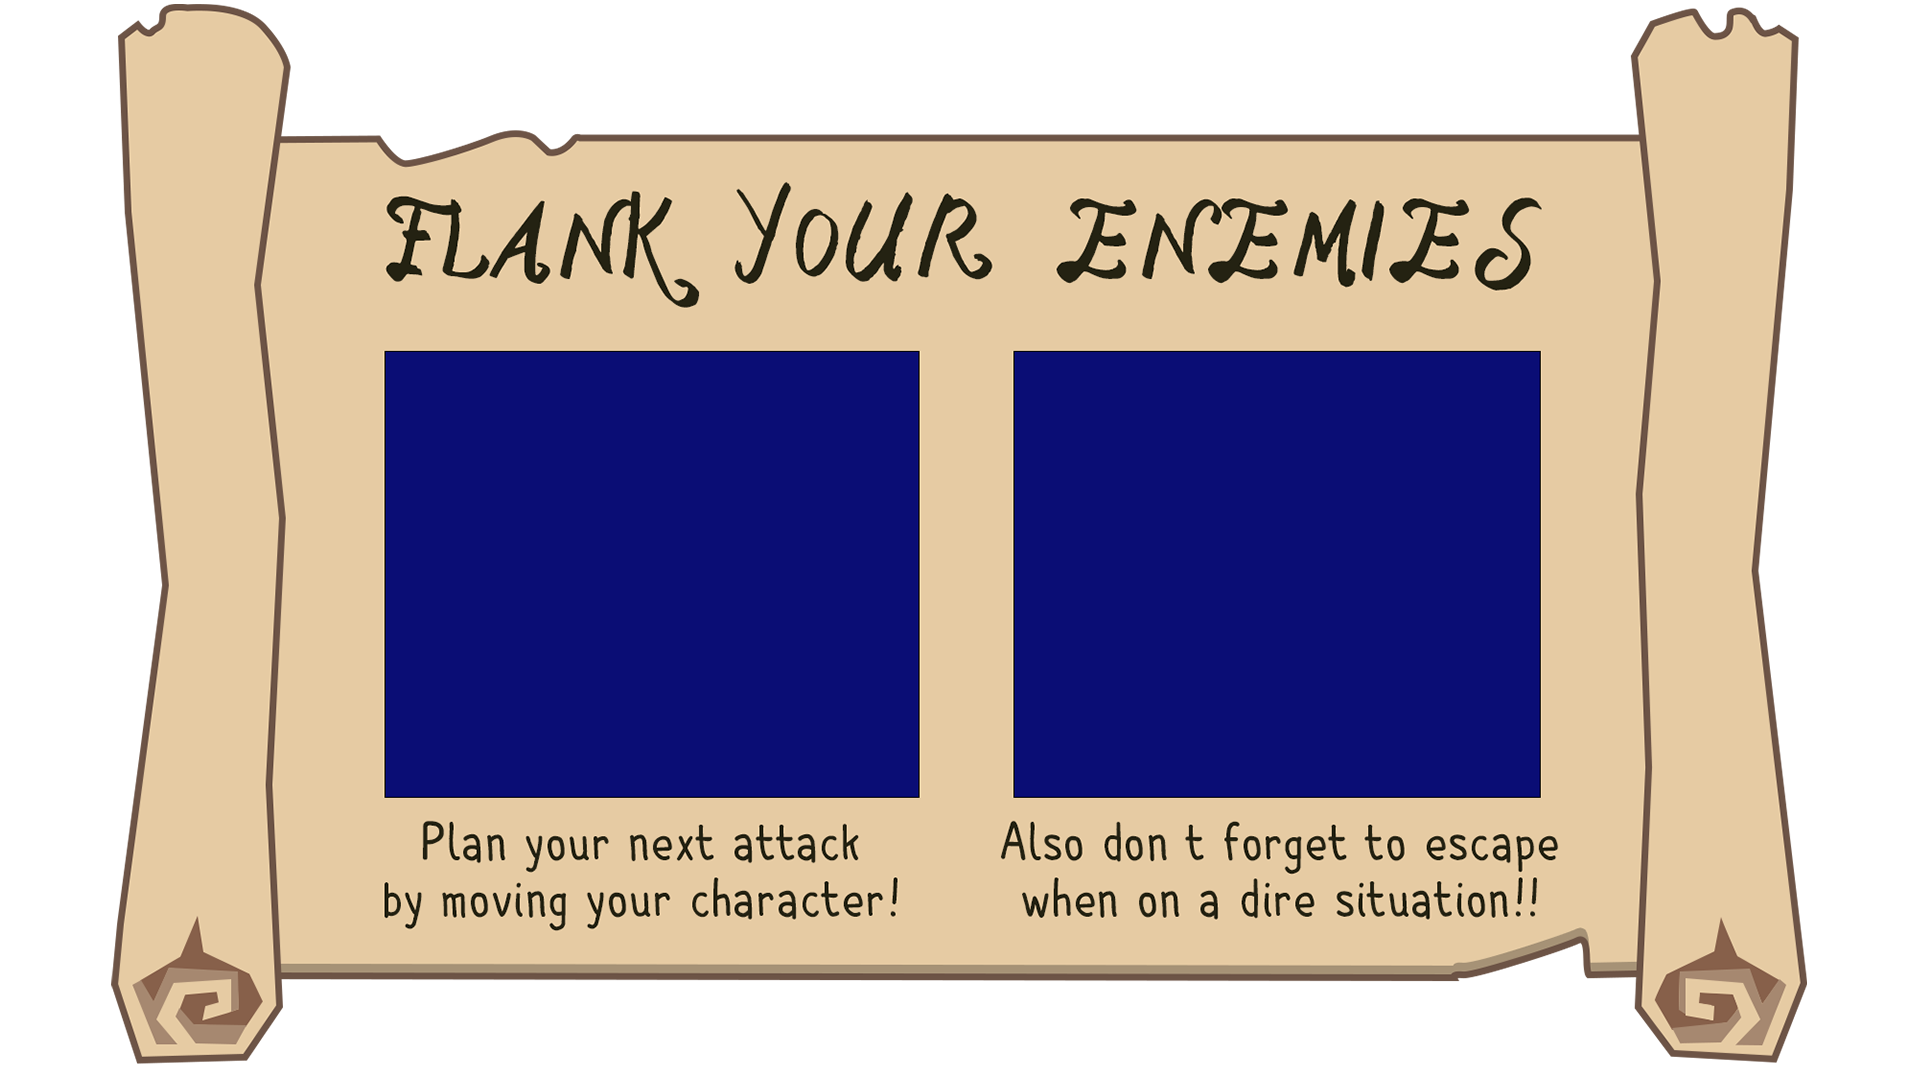 FLANK YOUR ENEMIES
Plan your next attack
by moving your character!
Also don t forget to escape
when on a dire situation!!